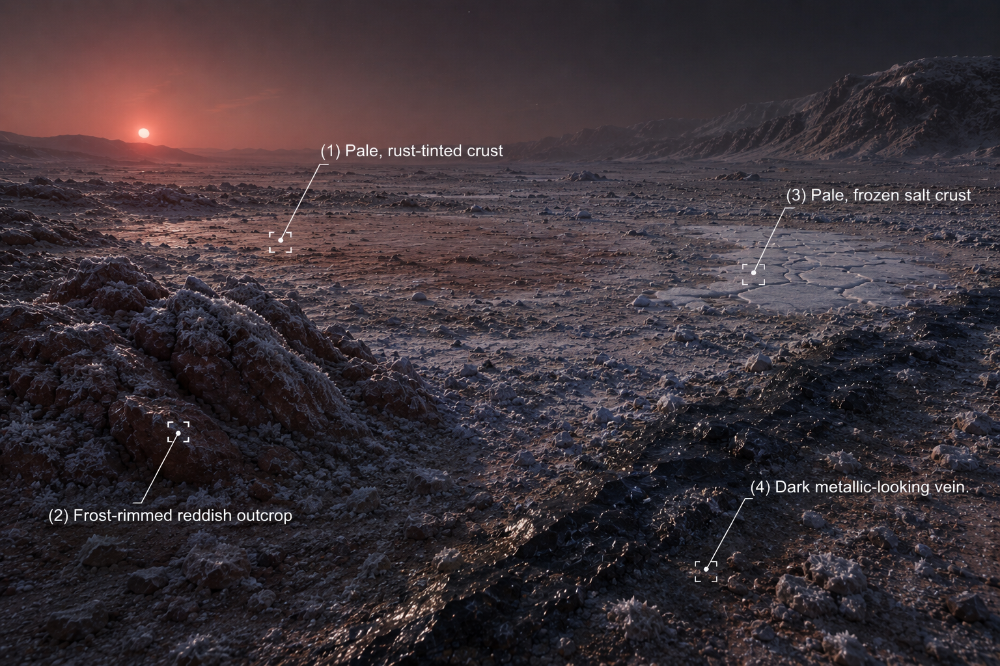 (1) Pale, rust-tinted crust
(3) Pale, frozen salt crust
(4) Dark metallic-looking vein.
(2) Frost-rimmed reddish outcrop